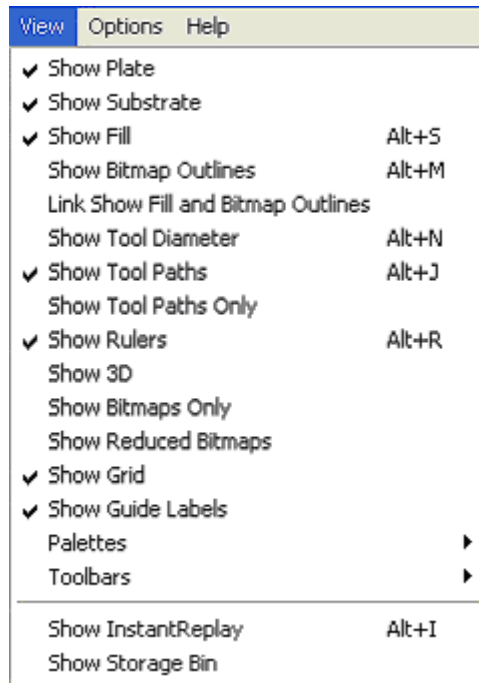 View Options Help
Show Plate
Show Substrate
Show Fill Alt+S
Show Bitmap Outlines Alt+M
Link Show Fill and Bitmap Outlines
Show Tool Diameter Alt+N
Show Tool Paths Alt+J
Show Tool Paths Only
Show Rulers Alt+R
Show 3D
Show Bitmaps Only
Show Reduced Bitmaps
Show Grid
Show Guide Labels
Palettes
Toolbars
Show InstantReplay Alt+I
Show Storage Bin